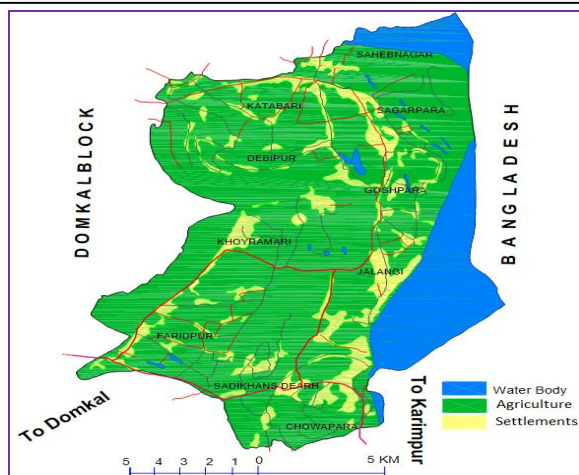 SAHEBNAGAR
KATABARI
SAGARPARA
DOMKALBLOCK
BANGLADESH
DEBIPUR
GOSHPARA
KHOYRAMARI
JALANGI
FARIDPUR
SADIKHANS DEARH
CHOWAPARA
To Domkal
To Karimpur
Water Body
Agriculture
Settlements
5 4 3 2 1 0 5 KM